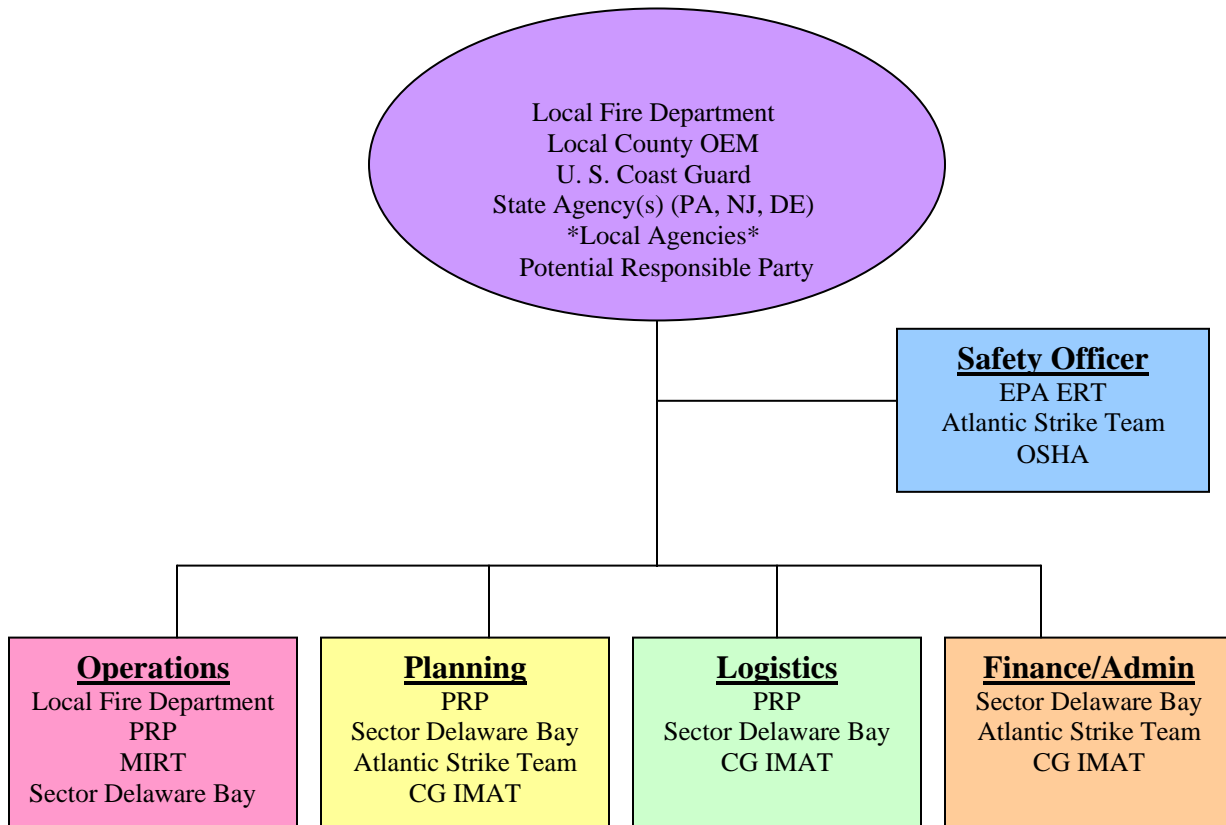 Local Fire Department
Local County OEM
U. S. Coast Guard
State Agency(s) (PA, NJ, DE)
*Local Agencies*
Potential Responsible Party
Safety Officer
EPA ERT
Atlantic Strike Team
OSHA
Operations
Local Fire Department
PRP
MIRT
Sector Delaware Bay
Planning
PRP
Sector Delaware Bay
Atlantic Strike Team
CG IMAT
Logistics
PRP
Sector Delaware Bay
CG IMAT
Finance/Admin
Sector Delaware Bay
Atlantic Strike Team
CG IMAT